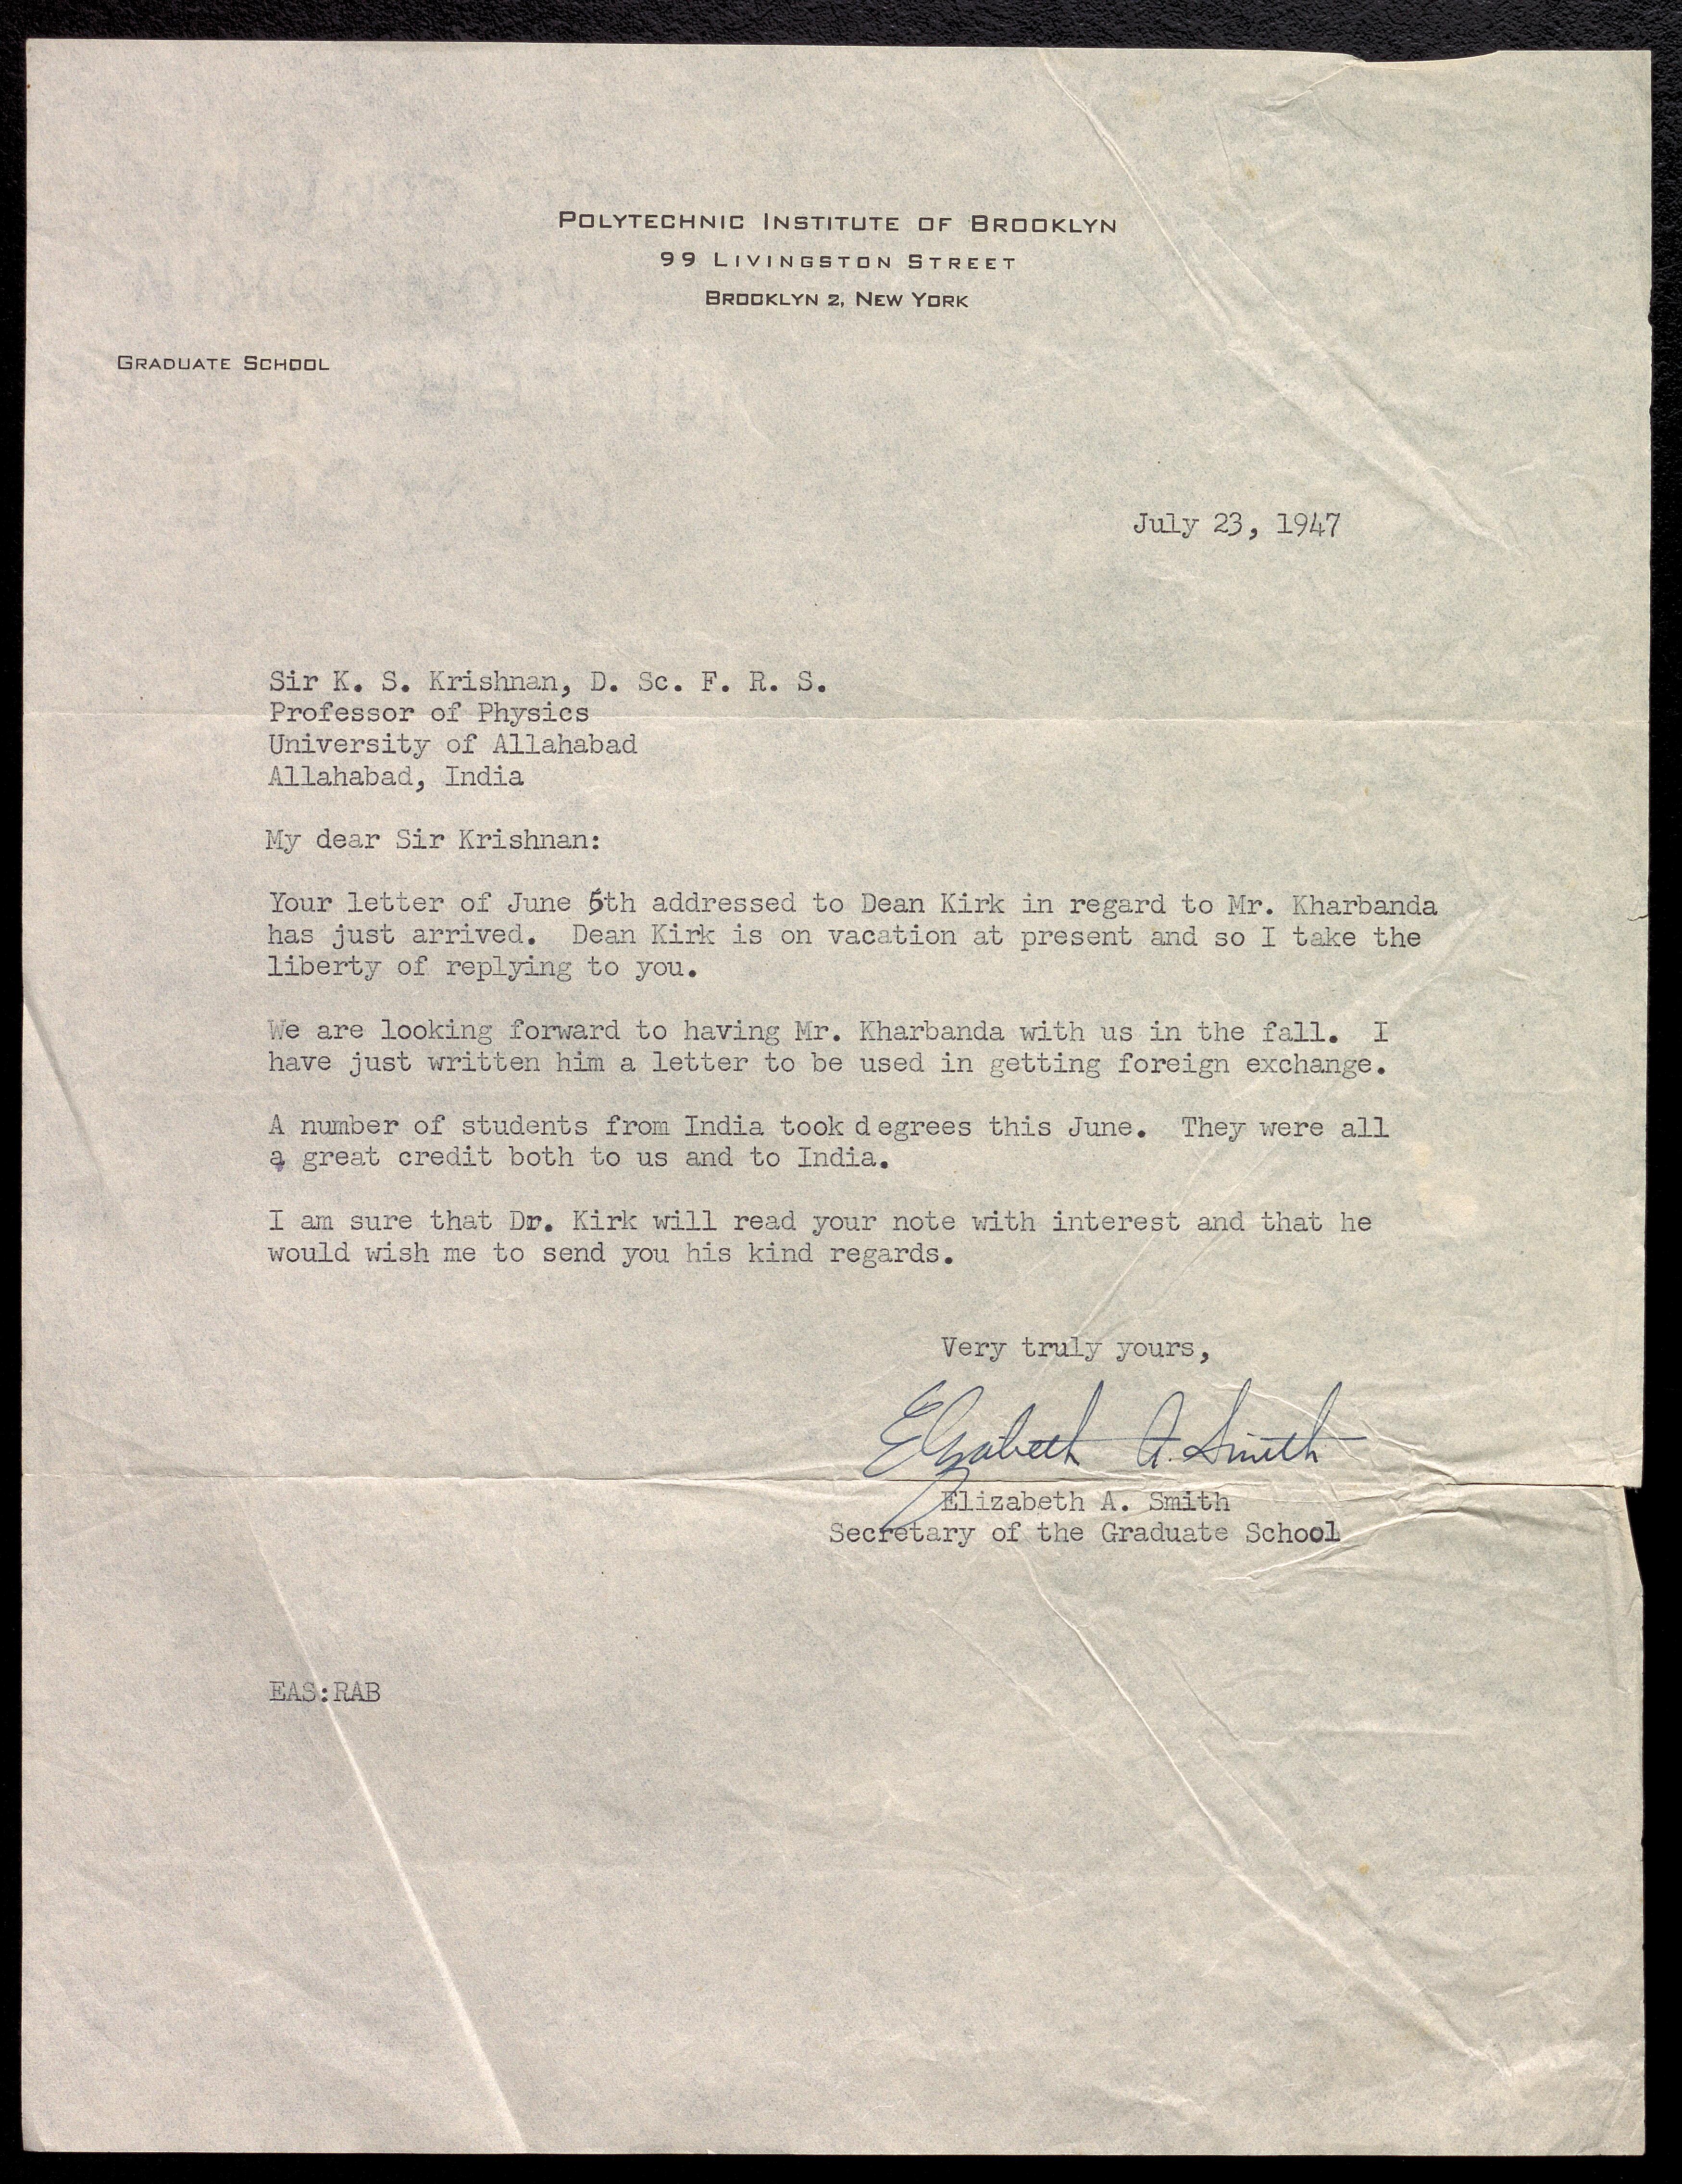 POLYTECHNIC INSTITUTE OF BROOKLYN
99 LIVINGSTON STREET
BROOKLYN 2, NEW YORK
GRADUATE SCHOOL
July 23, 1947
Sir K. S. Krishnan, D. Sc. F. R. S.
Professor of Physics
University of Allahabad
Allahabad, India
My dear Sir Krishnan:
Your letter of June 5th addressed to Dean Kirk in regard to Mr. Kharbanda
has just arrived. Dean Kirk is on vacation at present and so I take the
liberty of replying to you.
We are looking forward to having Mr. Kharbanda with us in the fall. I
have just written him a letter to be used in getting foreign exchange.
A number of students from India took degrees this June. They were all
a great credit both to us and to India.
I am sure that Dr. Kirk will read your note with interest and that he
would wish me to send you his kind regards.
Very truly yours,
Elizabeth A. Smith
Elizabeth A. Smith
Secretary of the Graduate School
EAS:RAB